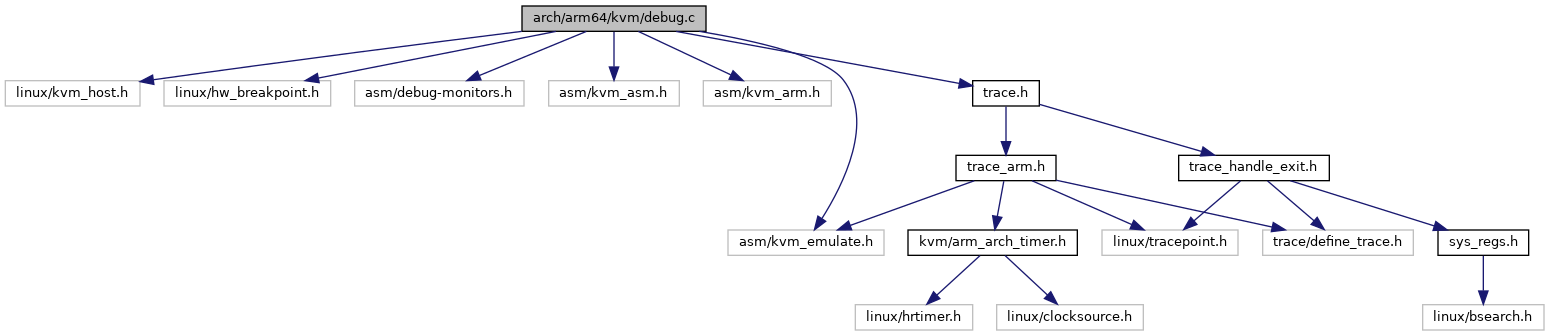 arch/arm64/kvm/debug.c
linux/kvm_host.h
linux/hw_breakpoint.h
asm/debug-monitors.h
asm/kvm_asm.h
asm/kvm_arm.h
trace.h
trace_arm.h
trace_handle_exit.h
asm/kvm_emulate.h
kvm/arm_arch_timer.h
linux/tracepoint.h
trace/define_trace.h
sys_regs.h
linux/hrtimer.h
linux/clocksource.h
linux/bsearch.h